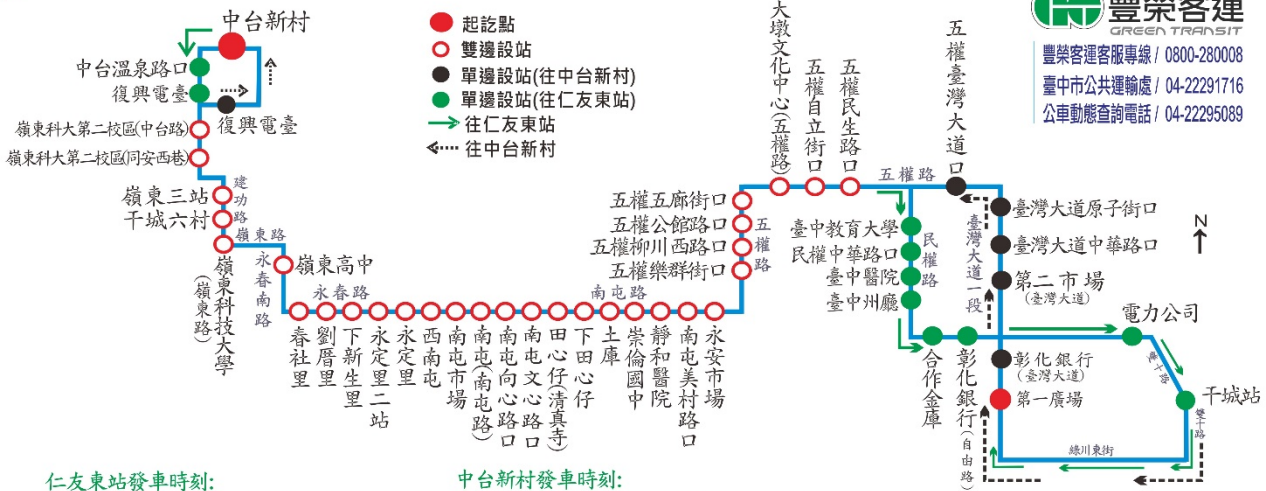 豐榮客運
GREEN TRANSIT
豐榮客運客服專線 / 0800-280008
臺中市公共運輸處 / 04-22291716
公車動態查詢電話 / 04-22295089
起訖點
雙邊設站
單邊設站(往中台新村)
單邊設站(往仁友東站)
往仁友東站
往中台新村
中台新村
中台溫泉路口
復興電臺
復興電臺
嶺東科大第二校區(中台路)
嶺東科大第二校區(同安西巷)
建功路
嶺東三站
干城六村
嶺東路
嶺東科技大學
(嶺東路)
永春南路
嶺東高中
永春路
春社里
劉厝里
下新生里
永定里二站
永定里
西南屯
南屯市場
南屯(南屯路)
南屯向心路口
南屯文心路口
田心仔(清真寺)
下田心仔
土庫
崇倫國中
靜和醫院
南屯美村路口
永安市場
南屯路
五權五廊街口
五權公館路口
五權柳川西路口
五權樂群街口
五權路
大墩文化中心(五權路)
五權自立街口
五權民生路口
五權路
五權臺灣大道口
臺中教育大學
民權中華路口
臺中醫院
臺中州廳
民權路
臺灣大道一段
臺灣大道原子街口
臺灣大道中華路口
第二市場
(臺灣大道)
N
合作金庫
彰化銀行
(自由路)
彰化銀行
(臺灣大道)
第一廣場
電力公司
雙十路
干城站
綠川東街
仁友東站發車時刻:
中台新村發車時刻: